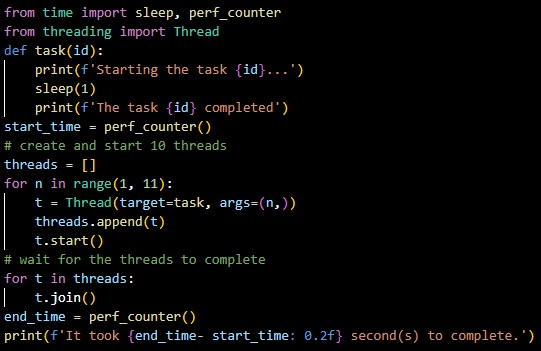 from time import sleep, perf_counter
from threading import Thread
def task(id):
    print(f'Starting the task {id}...')
    sleep(1)
    print(f'The task {id} completed')
start_time = perf_counter()
# create and start 10 threads
threads = []
for n in range(1, 11):
    t = Thread(target=task, args=(n,))
    threads.append(t)
    t.start()
# wait for the threads to complete
for t in threads:
    t.join()
end_time = perf_counter()
print(f'It took {end_time- start_time: 0.2f} second(s) to complete.')